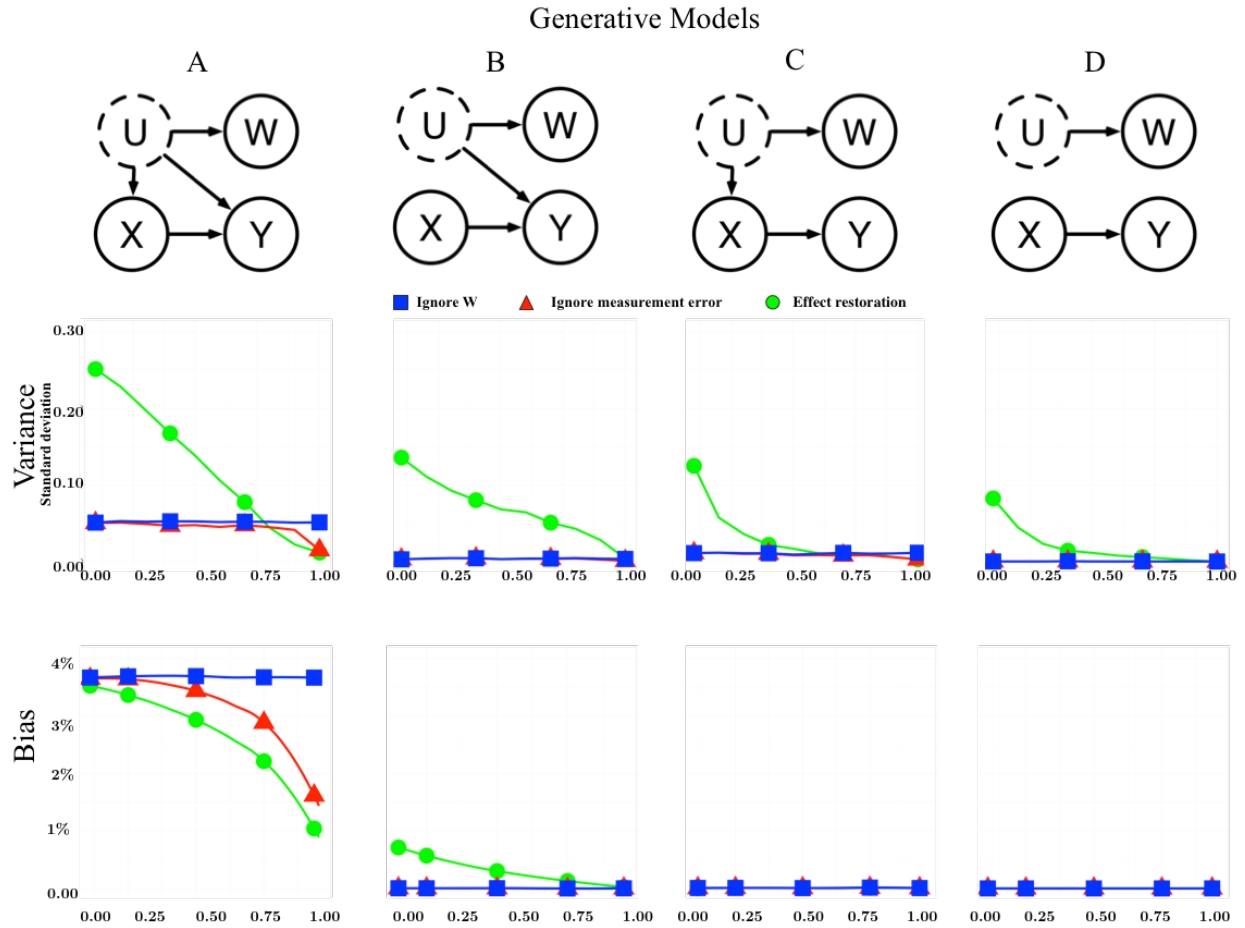 Generative Models
A B C D
U W U W U W U W
X Y X Y X Y X Y
Ignore W Ignore measurement error Effect restoration
Variance
Standard deviation
0.30
0.20
0.10
0.00
0.00 0.25 0.50 0.75 1.00 0.00 0.25 0.50 0.75 1.00 0.00 0.25 0.50 0.75 1.00 0.00 0.25 0.50 0.75 1.00
Bias
4%
3%
2%
1%
0.00
0.00 0.25 0.50 0.75 1.00 0.00 0.25 0.50 0.75 1.00 0.00 0.25 0.50 0.75 1.00 0.00 0.25 0.50 0.75 1.00